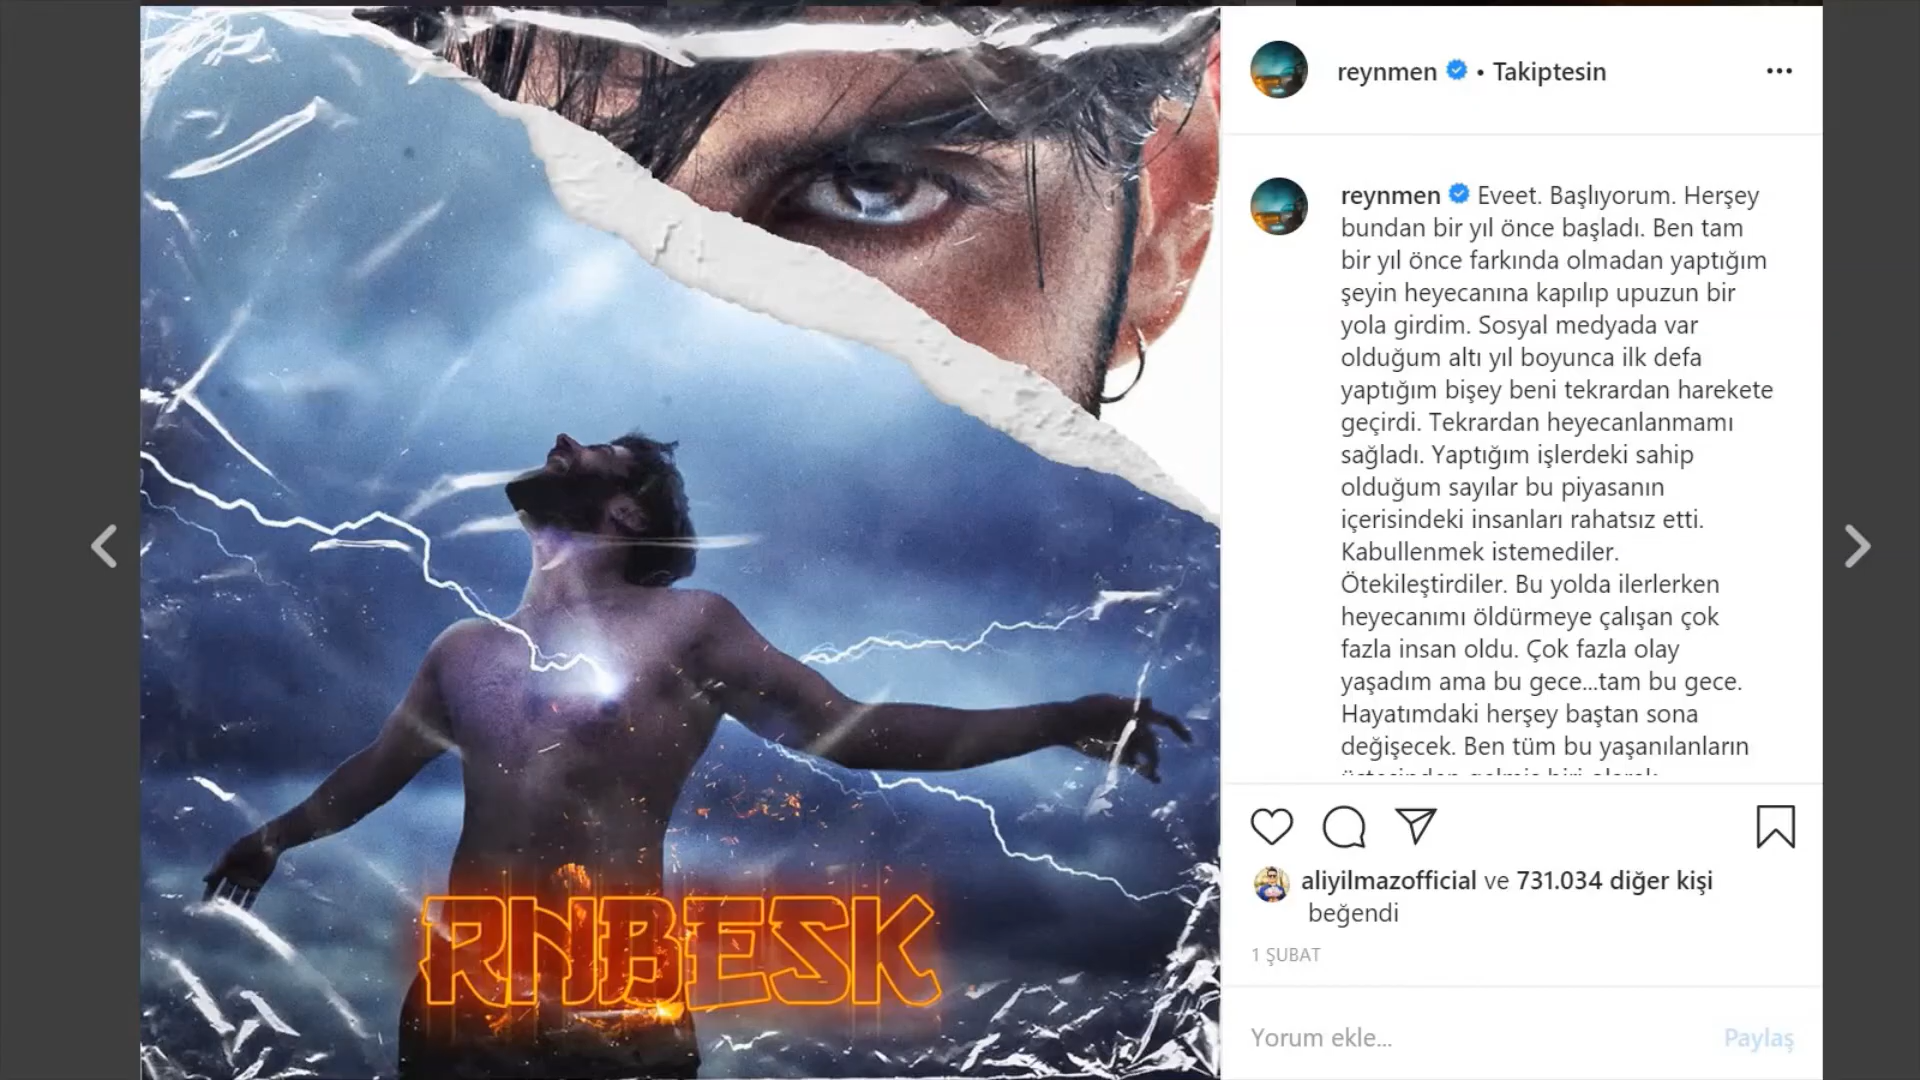 reynmen • Takiptesin
reynmen Eveet. Başlıyorum. Herşey
bundan bir yıl önce başladı. Ben tam
bir yıl önce farkında olmadan yaptığım
şeyin heyecanına kapılıp upuzun bir
yola girdim. Sosyal medyada var
olduğum altı yıl boyunca ilk defa
yaptığım bişey beni tekrardan harekete
geçirdi. Tekrardan heyecanlanmamı
sağladı. Yaptığım işlerdeki sahip
olduğum sayılar bu piyasanın
içerisindeki insanları rahatsız etti.
Kabullenmek istemediler.
Ötekileştirdiler. Bu yolda ilerlerken
heyecanımı öldürmeye çalışan çok
fazla insan oldu. Çok fazla olay
yaşadım ama bu gece...tam bu gece.
Hayatımdaki herşey baştan sona
değişecek. Ben tüm bu yaşanılanların
RNBESK
aliyilmazofficial ve 731.034 diğer kişi
beğendi
1 ŞUBAT
Yorum ekle...
Paylaş